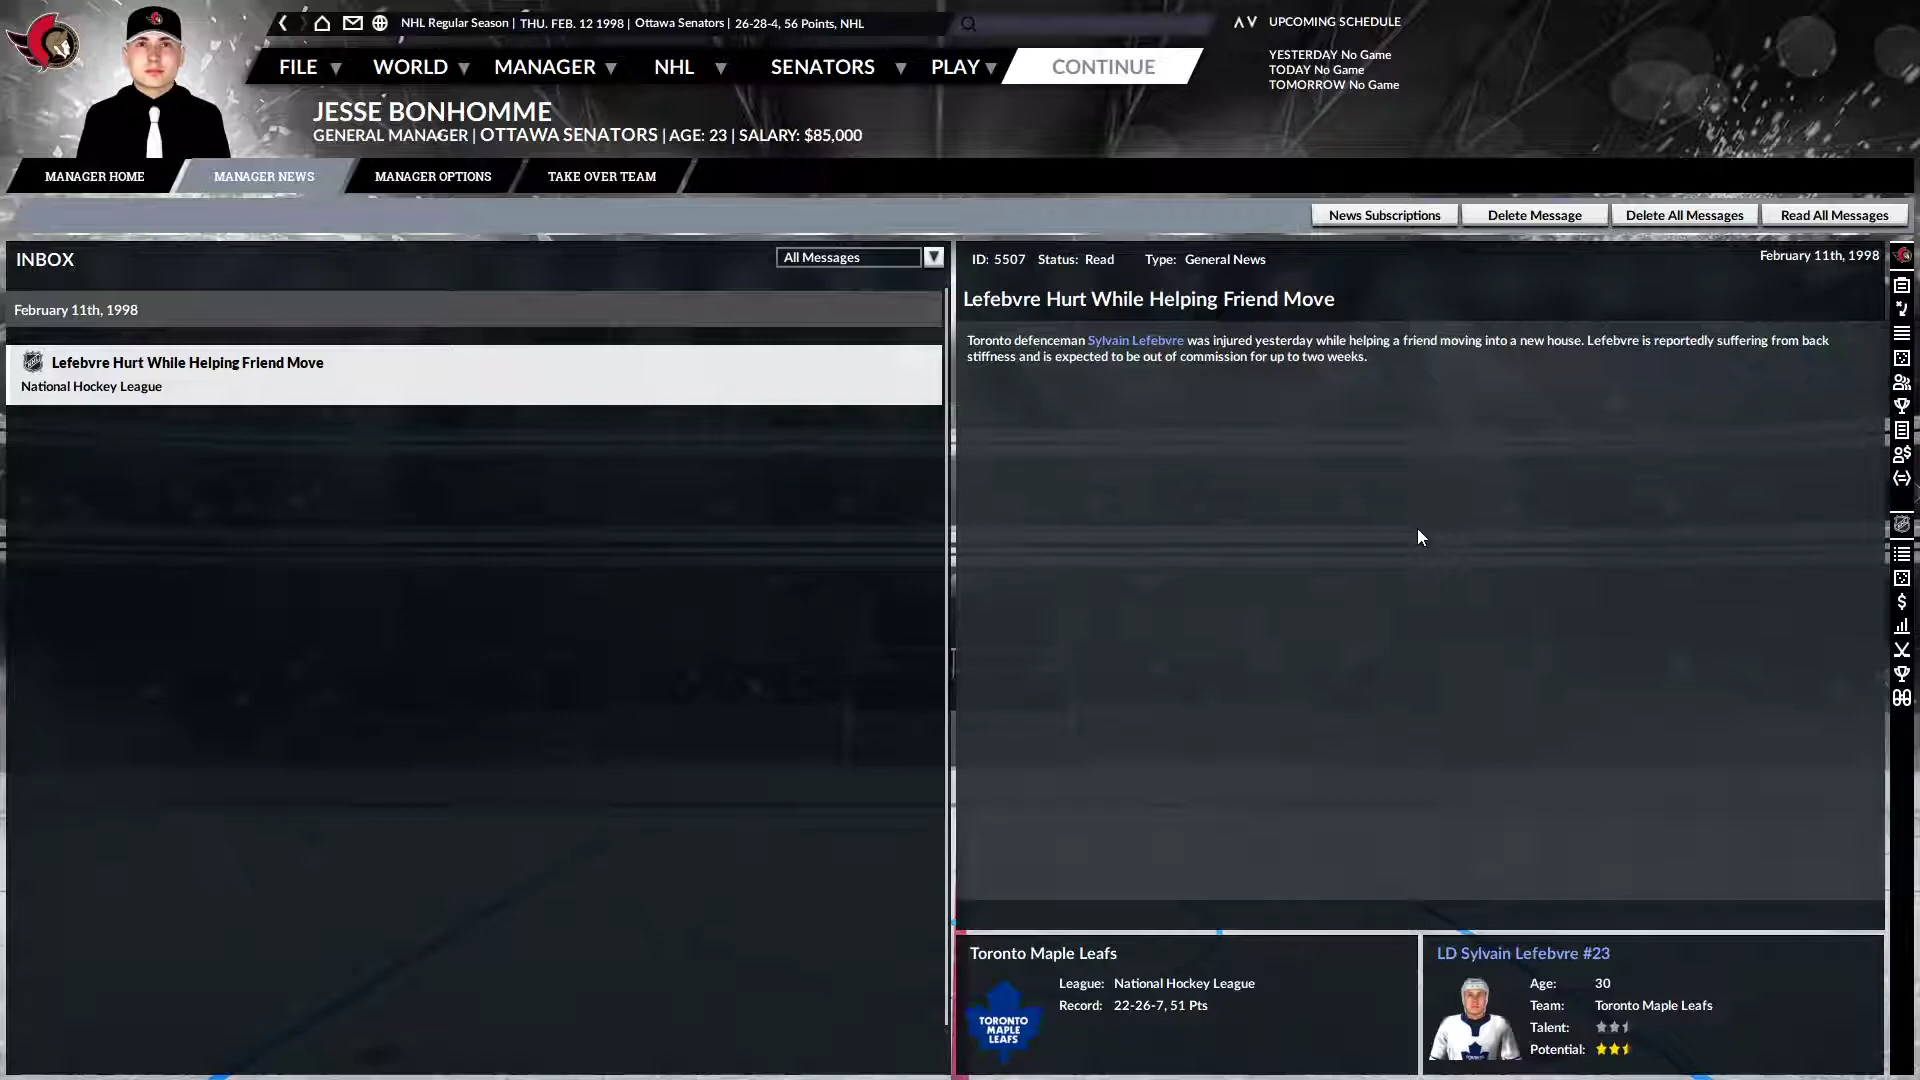 NHL Regular Season | THU. FEB. 12 1998 | Ottawa Senators | 26-28-4, 56 Points, NHL
UPCOMING SCHEDULE
YESTERDAY No Game
TODAY No Game
TOMORROW No Game
FILE WORLD MANAGER NHL SENATORS PLAY CONTINUE
JESSE BONHOMME
GENERAL MANAGER | OTTAWA SENATORS | AGE: 23 | SALARY: $85,000
MANAGER HOME MANAGER NEWS MANAGER OPTIONS TAKE OVER TEAM
News Subscriptions Delete Message Delete All Messages Read All Messages
INBOX All Messages
February 11th, 1998
Lefebvre Hurt While Helping Friend Move
National Hockey League
ID: 5507 Status: Read Type: General News February 11th, 1998
Lefebvre Hurt While Helping Friend Move
Toronto defenceman Sylvain Lefebvre was injured yesterday while helping a friend moving into a new house. Lefebvre is reportedly suffering from back
stiffness and is expected to be out of commission for up to two weeks.
Toronto Maple Leafs
League: National Hockey League
Record: 22-26-7, 51 Pts
TORONTO
MAPLE
LEAFS
LD Sylvain Lefebvre #23
Age: 30
Team: Toronto Maple Leafs
Talent:
Potential: